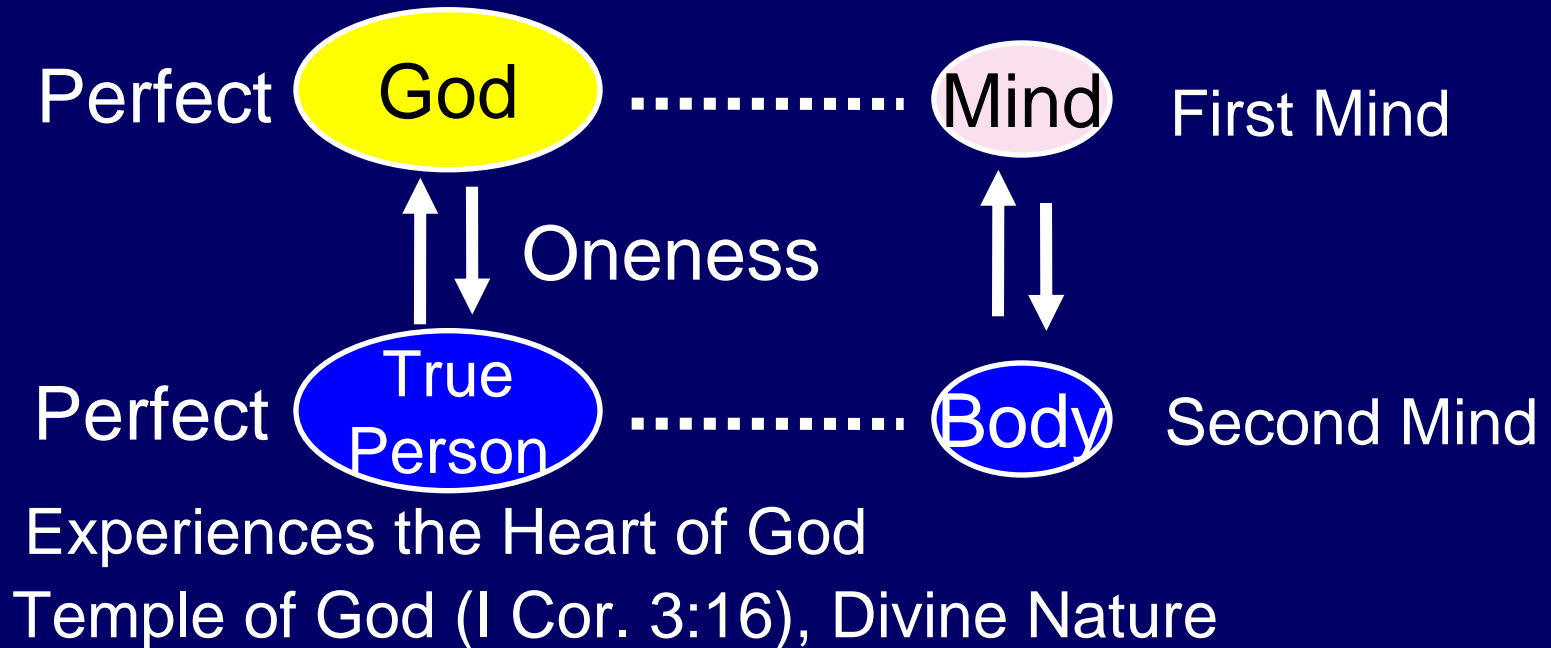 Perfect God Mind First Mind
Oneness
Perfect True Person Body Second Mind
Experiences the Heart of God
Temple of God (I Cor. 3:16), Divine Nature